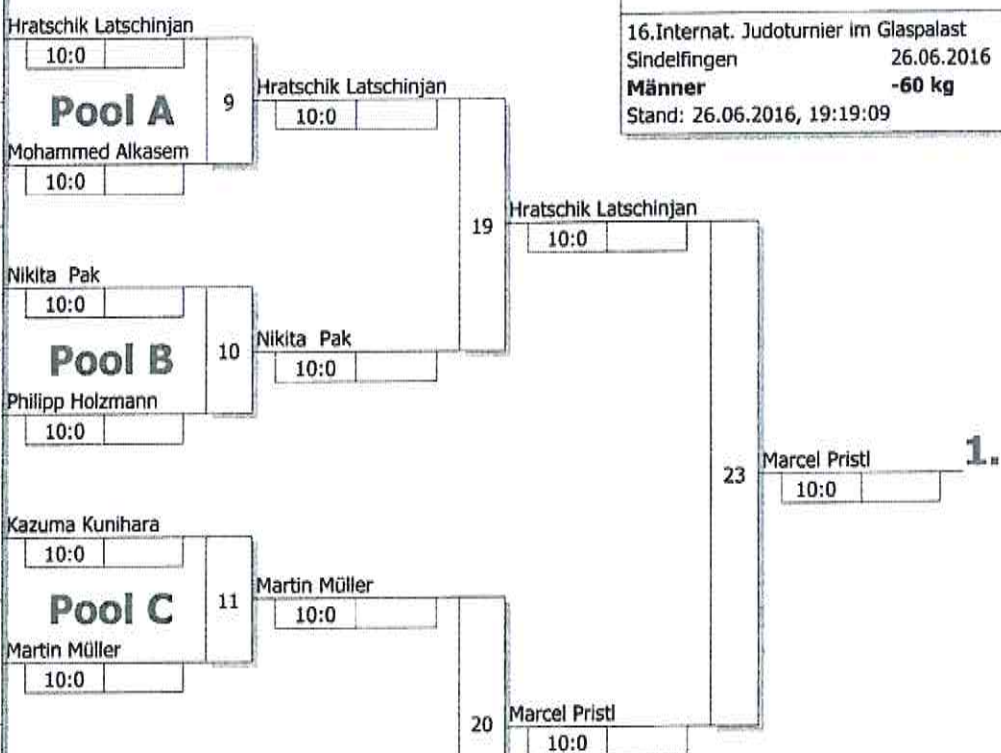 16.Internat. Judoturnier im Glaspalast
Sindelfingen 26.06.2016
Männer -60 kg
Stand: 26.06.2016, 19:19:09
Hratschik Latschinjan
10:0
Pool A
9
Mohammed Alkasem
10:0
Hratschik Latschinjan
10:0
Nikita Pak
10:0
Pool B
10
Philipp Holzmann
10:0
Nikita Pak
10:0
19
Hratschik Latschinjan
10:0
Kazuma Kunihara
10:0
Pool C
11
Martin Müller
10:0
Martin Müller
10:0
20
Marcel Pristl
10:0
23
Marcel Pristl
10:0
1.